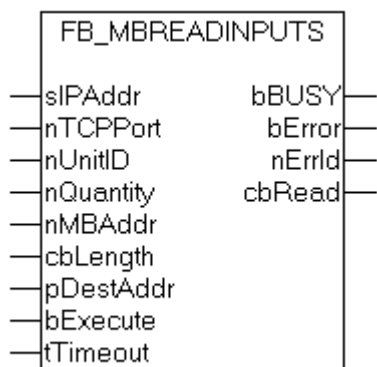 FB_MBREADINPUTS
sIPAddr bBUSY
nTCPPort bError
nUnitID nErrId
nQuantity cbRead
nMBAddr
cbLength
pDestAddr
bExecute
tTimeout